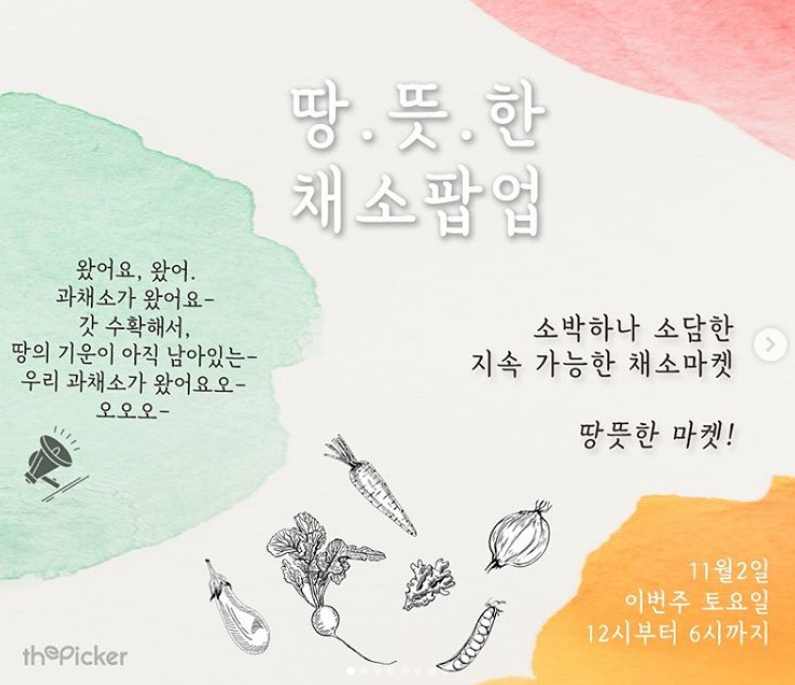 땅.뜻.한
채소팝업
왔어요, 왔어.
과채소가 왔어요-
갓 수확해서,
땅의 기운이 아직 남아있는-
우리 과채소가 왔어요오-
오오오-
소박하나 소담한
지속 가능한 채소마켓
땅뜻한 마켓!
11월2일
이번주 토요일
12시부터 6시까지
thePicker